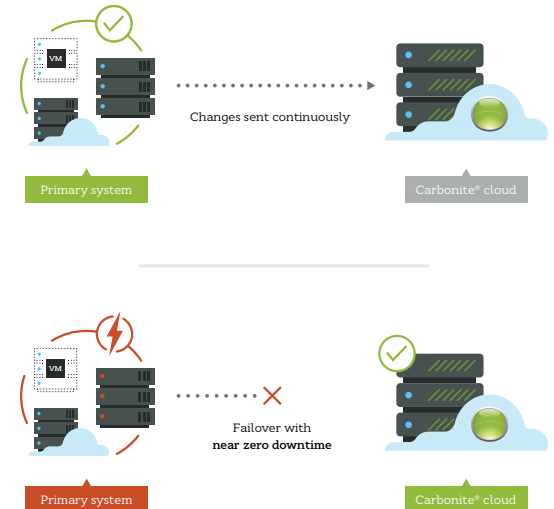 VM
Changes sent continuously
Primary system
Carbonite® cloud
VM
Failover with
near zero downtime
Primary system
Carbonite® cloud